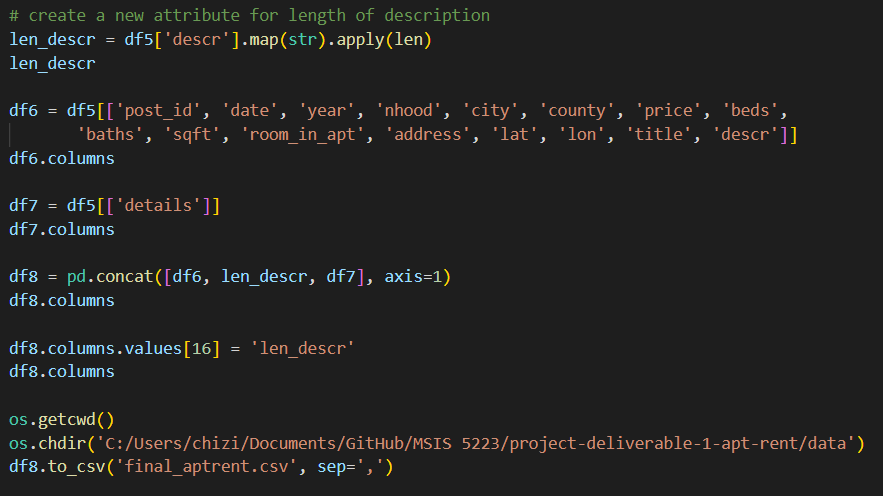 # create a new attribute for length of description
len_descr = df5['descr'].map(str).apply(len)
len_descr

df6 = df5[['post_id', 'date', 'year', 'nhood', 'city', 'county', 'price', 'beds',
       'baths', 'sqft', 'room_in_apt', 'address', 'lat', 'lon', 'title', 'descr']]
df6.columns

df7 = df5[['details']]
df7.columns

df8 = pd.concat([df6, len_descr, df7], axis=1)
df8.columns

df8.columns.values[16] = 'len_descr'
df8.columns

os.getcwd()
os.chdir('C:/Users/chizi/Documents/GitHub/MSIS 5223/project-deliverable-1-apt-rent/data')
df8.to_csv('final_aptrent.csv', sep=',')